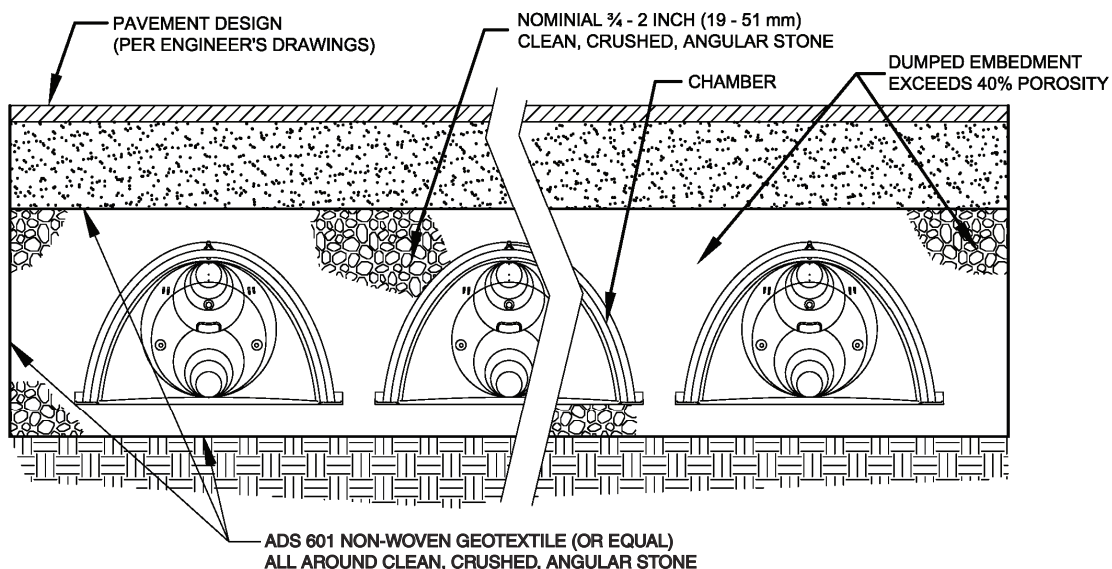 PAVEMENT DESIGN
(PER ENGINEER'S DRAWINGS)
NOMINIAL ¾ - 2 INCH (19 - 51 mm)
CLEAN, CRUSHED, ANGULAR STONE
CHAMBER
DUMPED EMBEDMENT
EXCEEDS 40% POROSITY
ADS 601 NON-WOVEN GEOTEXTILE (OR EQUAL)
ALL AROUND CLEAN, CRUSHED, ANGULAR STONE